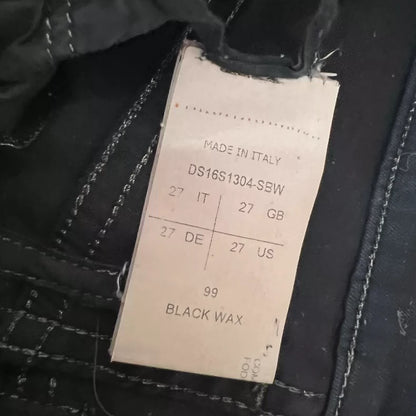 MADE IN ITALY
DS16S1304-SBW
27 IT 27 GB
27 DE 27 US
99
BLACK WAX